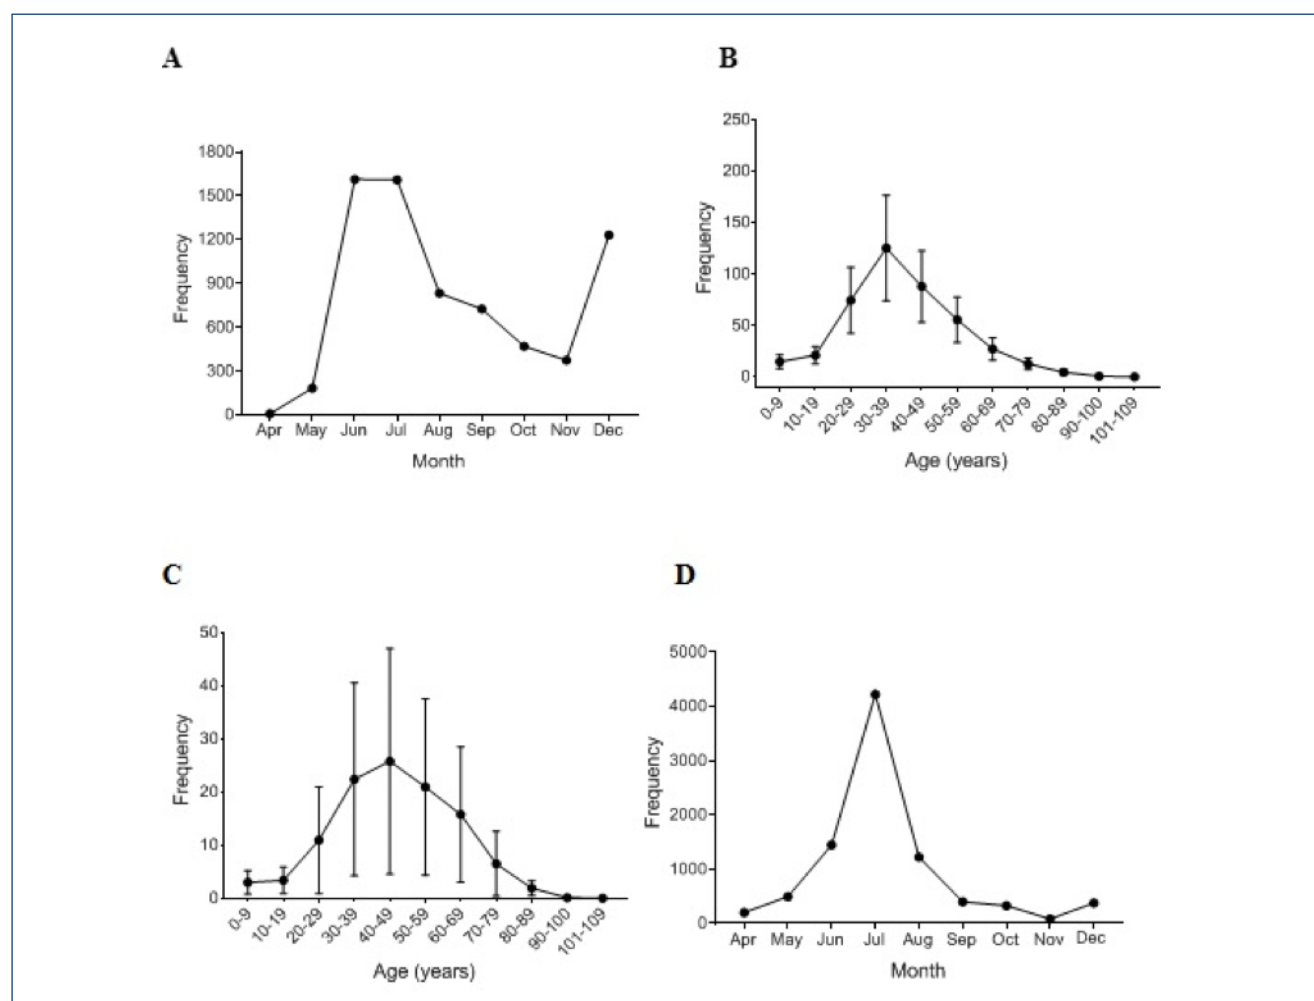 A
1800
1500
1200
900
600
300
0
Frequency
Apr May Jun Jul Aug Sep Oct Nov Dec
Month
B
250
200
150
100
50
0
Frequency
0-9 10-19 20-29 30-39 40-49 50-59 60-69 70-79 80-89 90-100 101-109
Age (years)
C
50
40
30
20
10
0
Frequency
0-9 10-19 20-29 30-39 40-49 50-59 60-69 70-79 80-89 90-100 101-109
Age (years)
D
5000
4000
3000
2000
1000
0
Frequency
Apr May Jun Jul Aug Sep Oct Nov Dec
Month